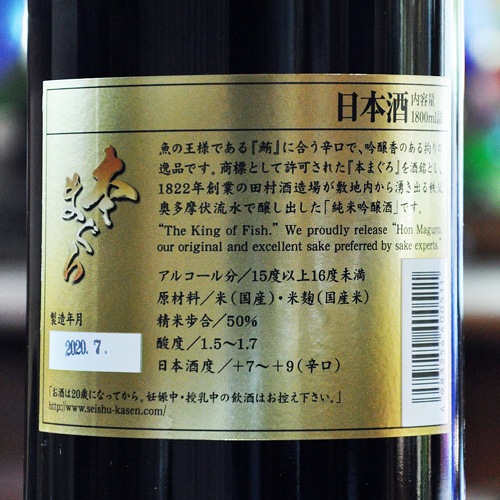 日本酒 内容量
1800ml詰
魚の王様である『鮪』に合う辛口で、吟醸香のある拘りの
逸品です。商標として許可された『本まぐろ』を酒銘とし、
1822年創業の田村酒造場が敷地内から湧き出る秩父
奥多摩伏流水で醸し出した「純米吟醸酒」です。
"The King of Fish." We proudly release "Hon Maguro,
our original and excellent sake preferred by sake experts."
本まぐろ
アルコール分／15度以上16度未満
原材料／米（国産）・米麹（国産米）
精米歩合／50%
酸度／1.5〜1.7
日本酒度／＋7〜＋9（辛口）
製造年月
2020.7.
「お酒は20歳になってから。妊娠中・授乳中の飲酒はお控え下さい。」
http://www.seishu-kasen.com/